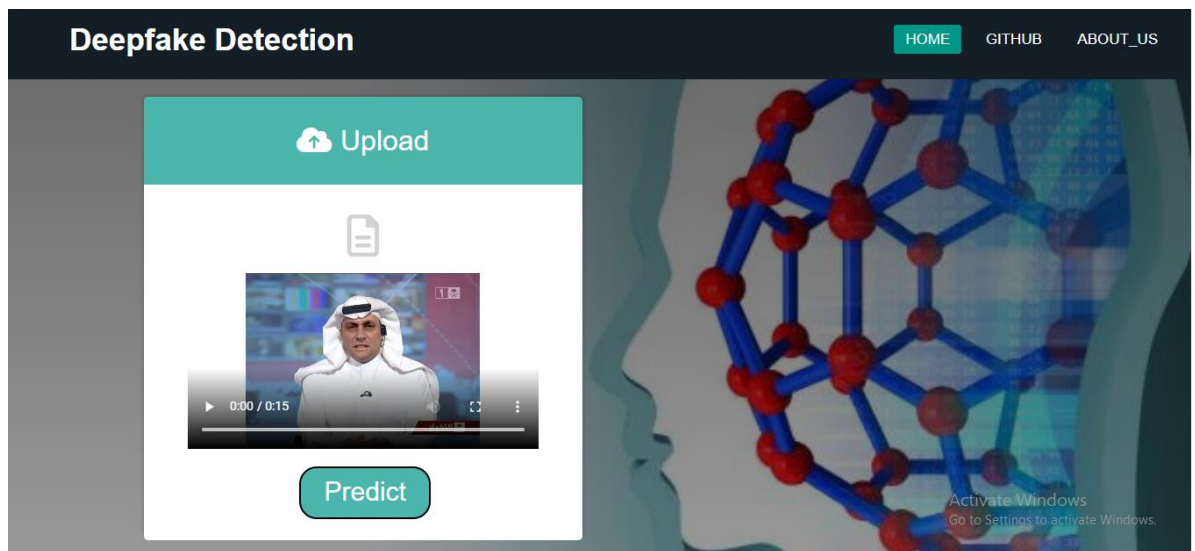 Deepfake Detection
HOME GITHUB ABOUT_US
Upload
1
0:00 / 0:15
Predict
Activate Windows
Go to Settings to activate Windows.